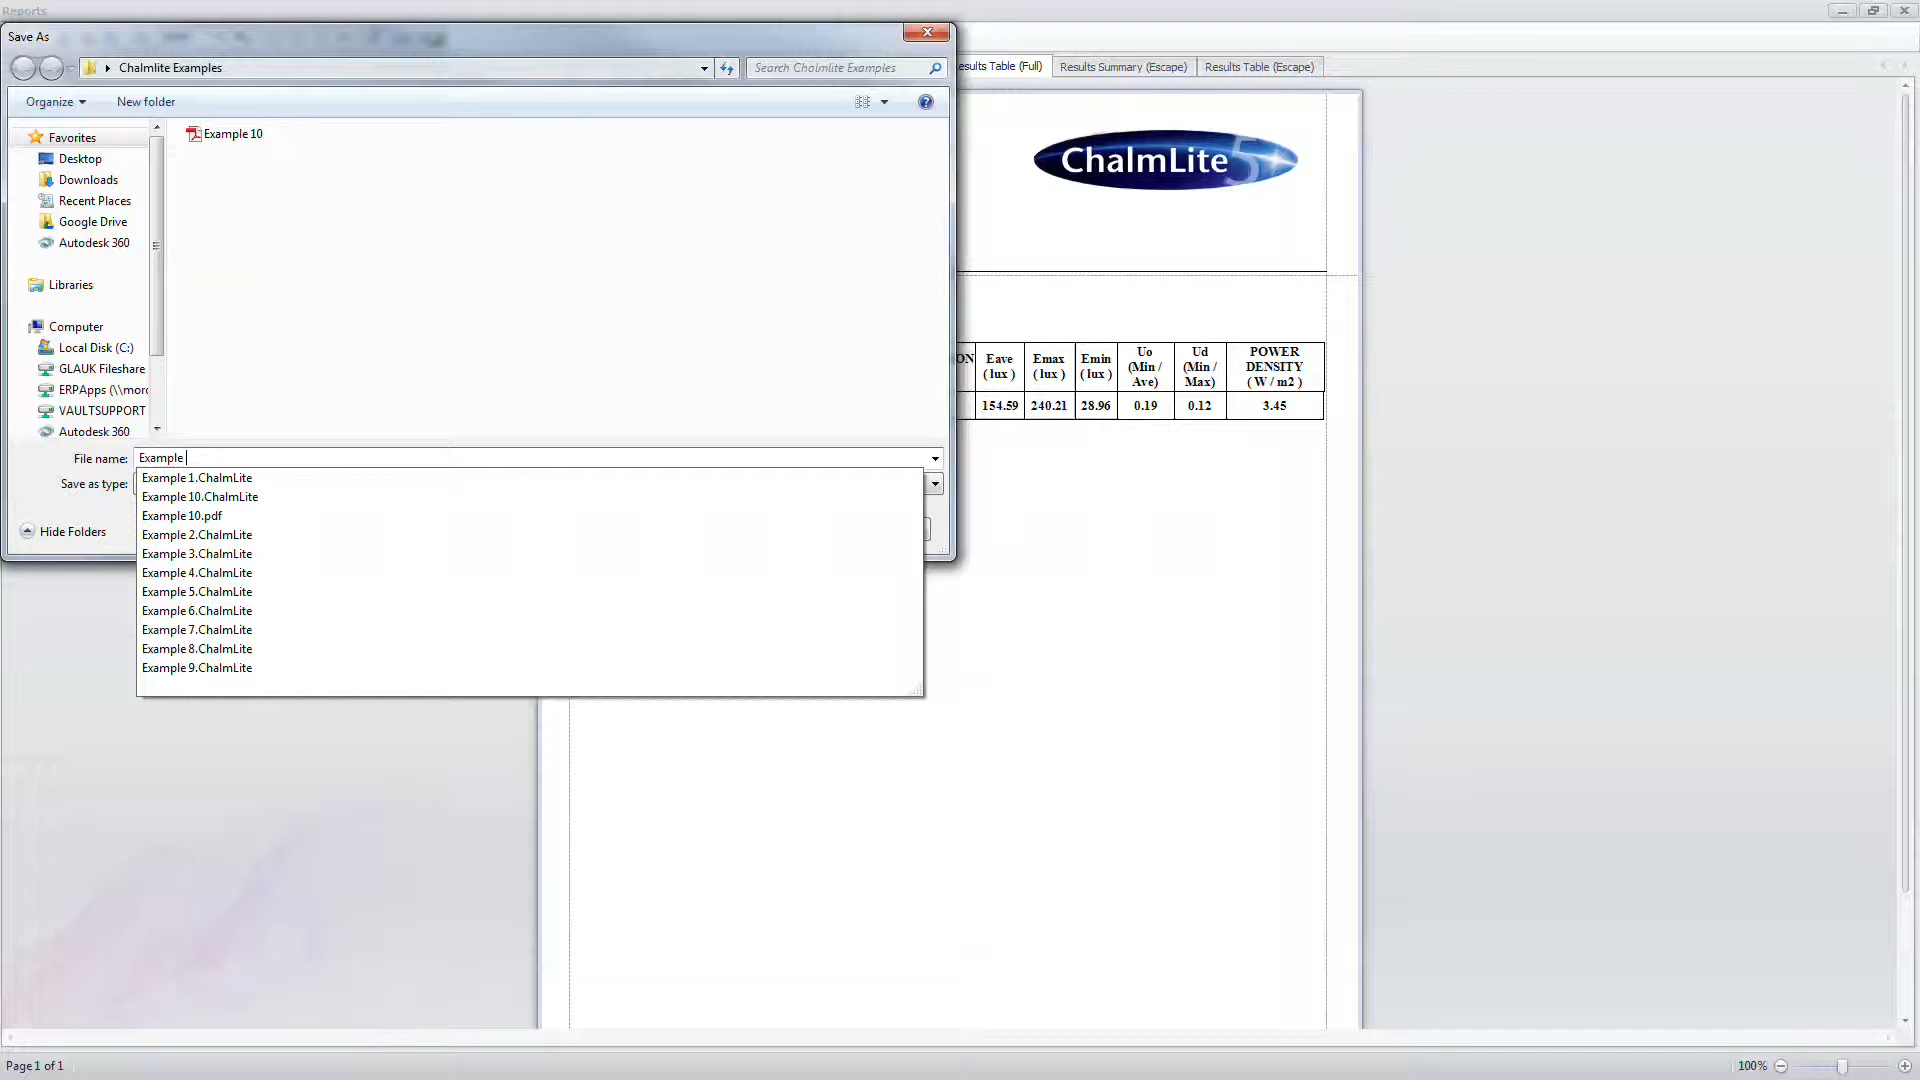 Reports
Save As
Chalmlite Examples
Search Chalmlite Examples
Organize
New folder
Favorites
Desktop
Downloads
Recent Places
Google Drive
Autodesk 360
Libraries
Computer
Local Disk (C:)
GLAUK Fileshare
ERPApps (\\morc
VAULTSUPPORT
Autodesk 360
Example 10
File name:
Example
Save as type:
Example 1.ChalmLite
Example 10.ChalmLite
Example 10.pdf
Example 2.ChalmLite
Example 3.ChalmLite
Example 4.ChalmLite
Example 5.ChalmLite
Example 6.ChalmLite
Example 7.ChalmLite
Example 8.ChalmLite
Example 9.ChalmLite
Hide Folders
esults Table (Full)
Results Summary (Escape)
Results Table (Escape)
ChalmLite 5
ON
Eave
( lux )
Emax
( lux )
Emin
( lux )
Uo
(Min /
Ave)
Ud
(Min /
Max)
POWER
DENSITY
( W / m2 )
154.59 240.21 28.96 0.19 0.12 3.45
Page 1 of 1
100%